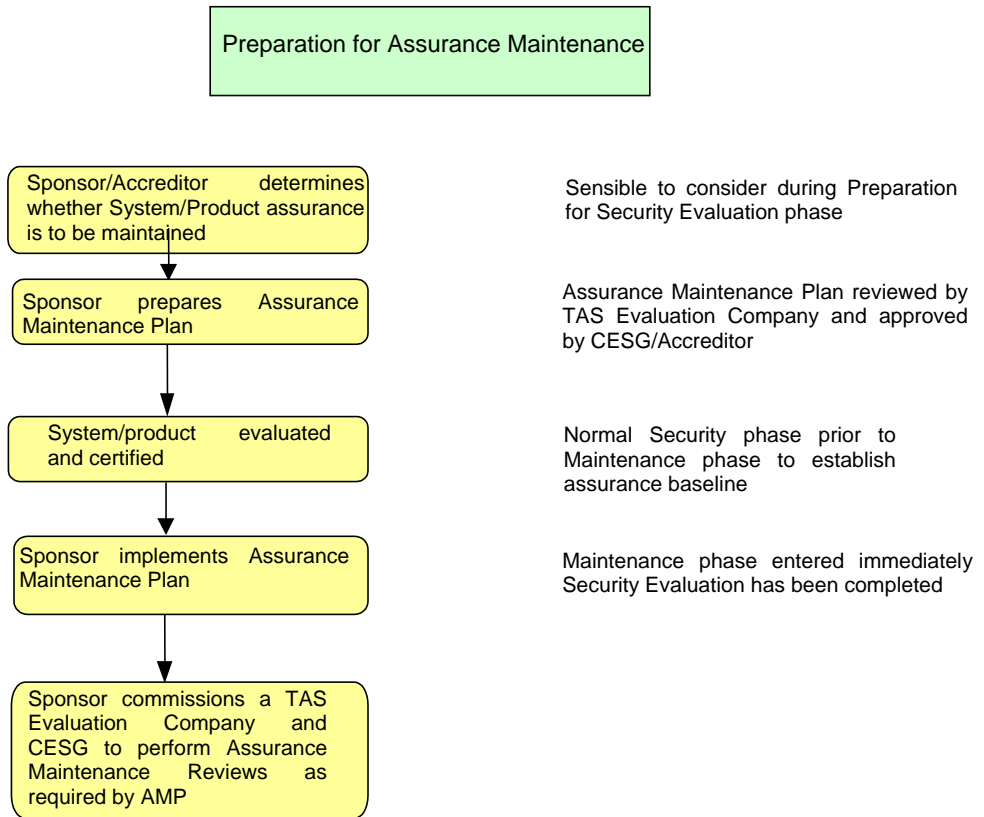 Preparation for Assurance Maintenance
Sponsor/Accreditor determines
whether System/Product assurance
is to be maintained
Sensible to consider during Preparation
for Security Evaluation phase
Sponsor prepares Assurance
Maintenance Plan
Assurance Maintenance Plan reviewed by
TAS Evaluation Company and approved
by CESG/Accreditor
System/product evaluated
and certified
Normal Security phase prior to
Maintenance phase to establish
assurance baseline
Sponsor implements Assurance
Maintenance Plan
Maintenance phase entered immediately
Security Evaluation has been completed
Sponsor commissions a TAS
Evaluation Company and
CESG to perform Assurance
Maintenance Reviews as
required by AMP